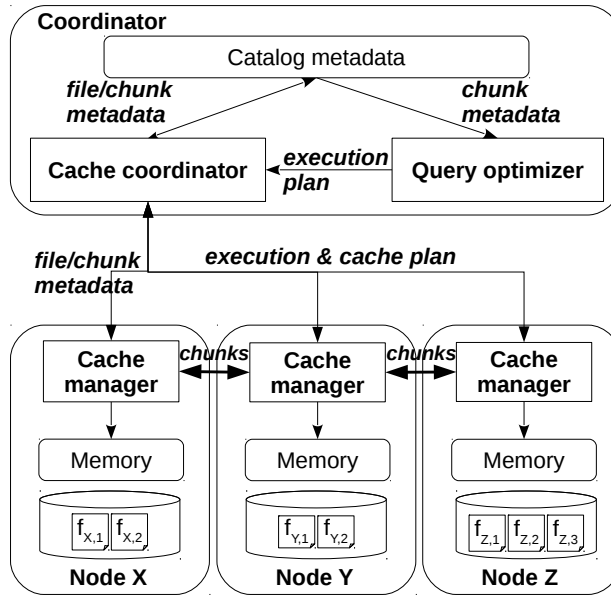 Coordinator
Catalog metadata
file/chunk
metadata
chunk
metadata
Cache coordinator
execution
plan
Query optimizer
file/chunk
metadata
execution & cache plan
Cache
manager
chunks
Cache
manager
chunks
Cache
manager
Memory
Memory
Memory
fX,1 fX,2
fY,1 fY,2
fZ,1 fZ,2 fZ,3
Node X
Node Y
Node Z